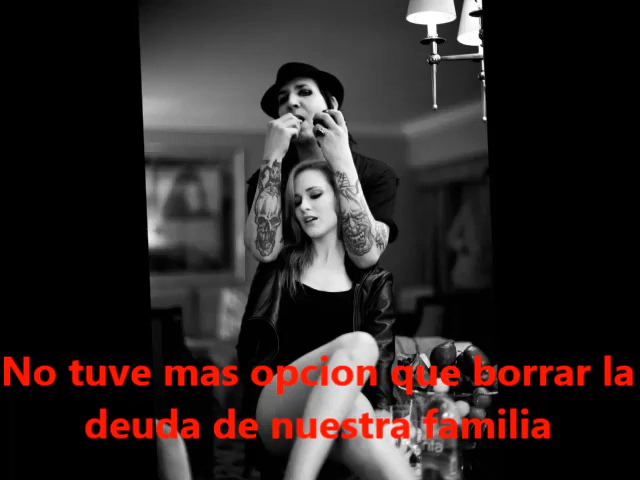 No tuve mas opcion que borrar la
deuda de nuestra familia